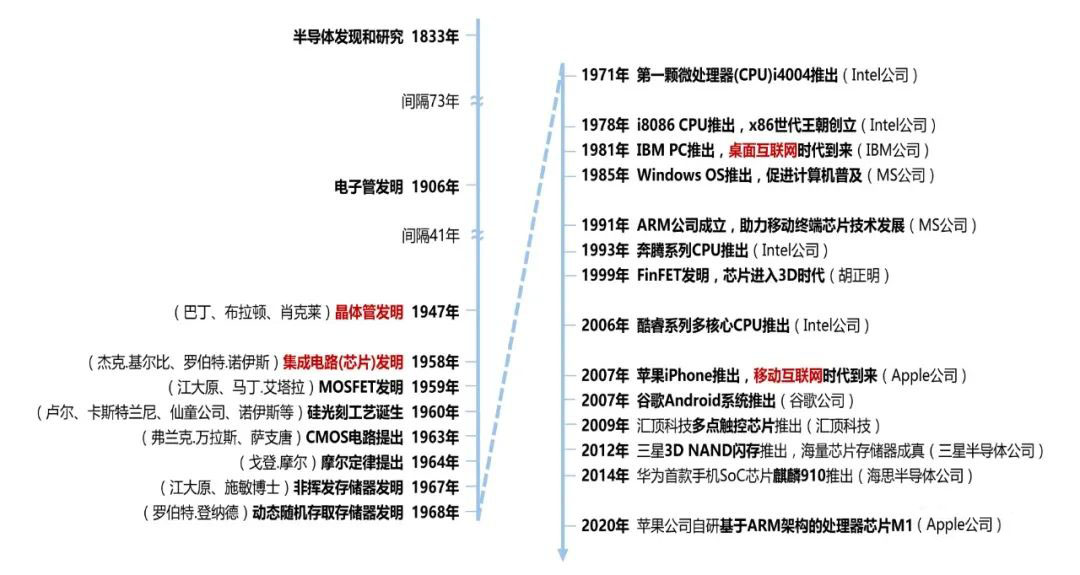 半导体发现和研究 1833年
间隔73年
电子管发明 1906年
间隔41年
（巴丁、布拉顿、肖克莱）晶体管发明 1947年
（杰克.基尔比、罗伯特.诺伊斯）集成电路(芯片)发明 1958年
（江大原、马丁.艾塔拉）MOSFET发明 1959年
（卢尔、卡斯特兰尼、仙童公司、诺伊斯等）硅光刻工艺诞生 1960年
（弗兰克.万拉斯、萨支唐）CMOS电路提出 1963年
（戈登.摩尔）摩尔定律提出 1964年
（江大原、施敏博士）非挥发存储器发明 1967年
（罗伯特.登纳德）动态随机存取存储器发明 1968年
1971年 第一颗微处理器(CPU)i4004推出（Intel公司）
1978年 i8086 CPU推出，x86世代王朝创立（Intel公司）
1981年 IBM PC推出，桌面互联网时代到来（IBM公司）
1985年 Windows OS推出，促进计算机普及（MS公司）
1991年 ARM公司成立，助力移动终端芯片技术发展（MS公司）
1993年 奔腾系列CPU推出（Intel公司）
1999年 FinFET发明，芯片进入3D时代（胡正明）
2006年 酷睿系列多核心CPU推出（Intel公司）
2007年 苹果iPhone推出，移动互联网时代到来（Apple公司）
2007年 谷歌Android系统推出（谷歌公司）
2009年 汇顶科技多点触控芯片推出（汇顶科技）
2012年 三星3D NAND闪存推出，海量芯片存储器成真（三星半导体公司）
2014年 华为首款手机SoC芯片麒麟910推出（海思半导体公司）
2020年 苹果公司自研基于ARM架构的处理器芯片M1（Apple公司）